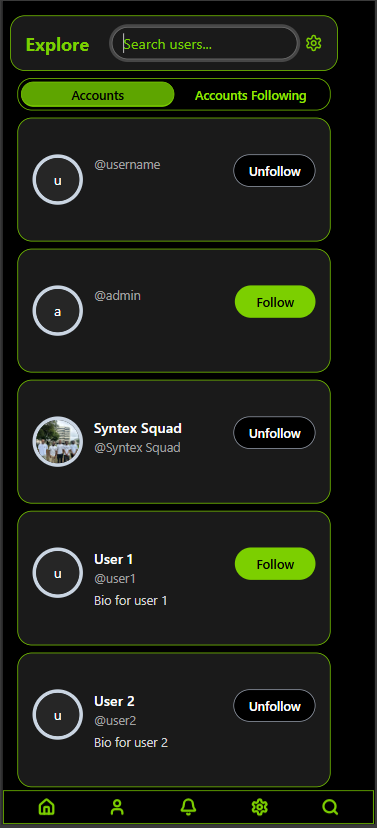 Explore
Search users...
Accounts
Accounts Following
u
@username
Unfollow
a
@admin
Follow
Syntex Squad
@Syntex Squad
Unfollow
u
User 1
@user1
Bio for user 1
Follow
u
User 2
@user2
Bio for user 2
Unfollow